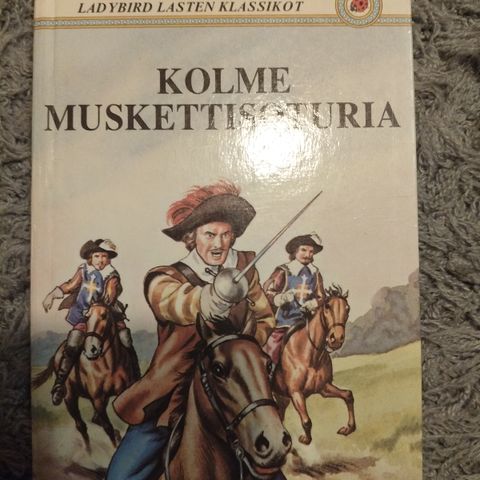 LADYBIRD LASTEN KLASSIKOT
KOLME
MUSKETTISOTURIA